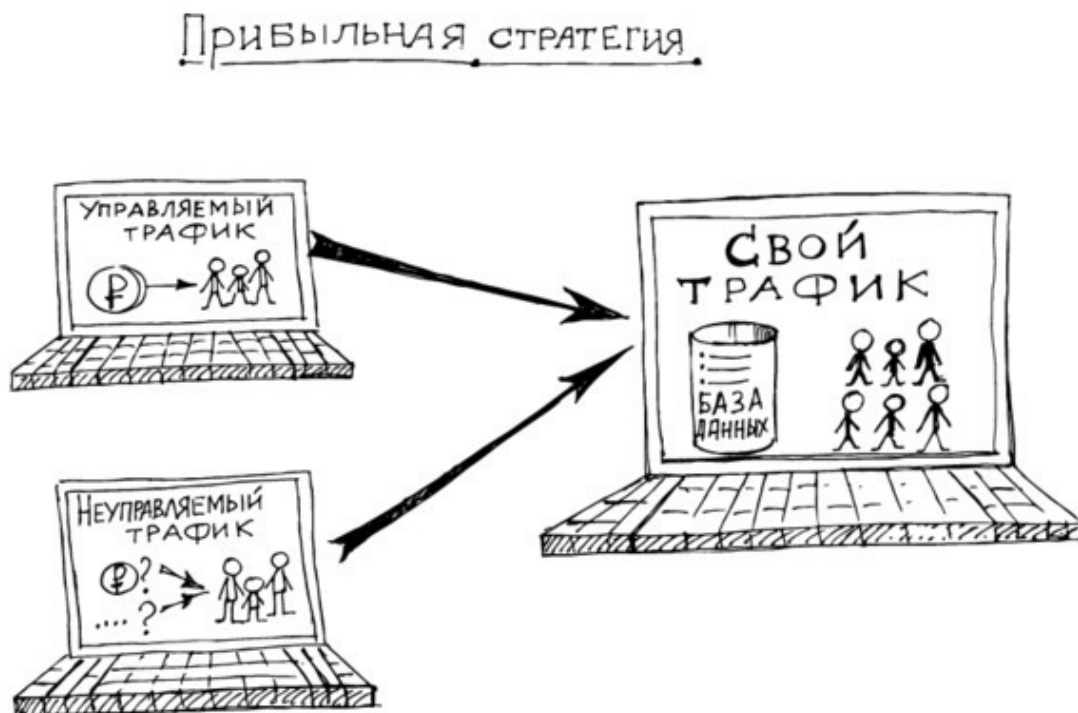 Прибыльная стратегия
Управляемый
трафик
₽
Неуправляемый
трафик
₽?
....?
Свой
трафик
База
данных